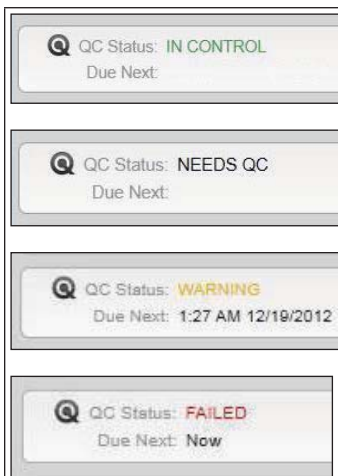 QC Status: IN CONTROL
Due Next:
QC Status: NEEDS QC
Due Next:
QC Status: WARNING
Due Next: 1:27 AM 12/19/2012
QC Status: FAILED
Due Next: Now